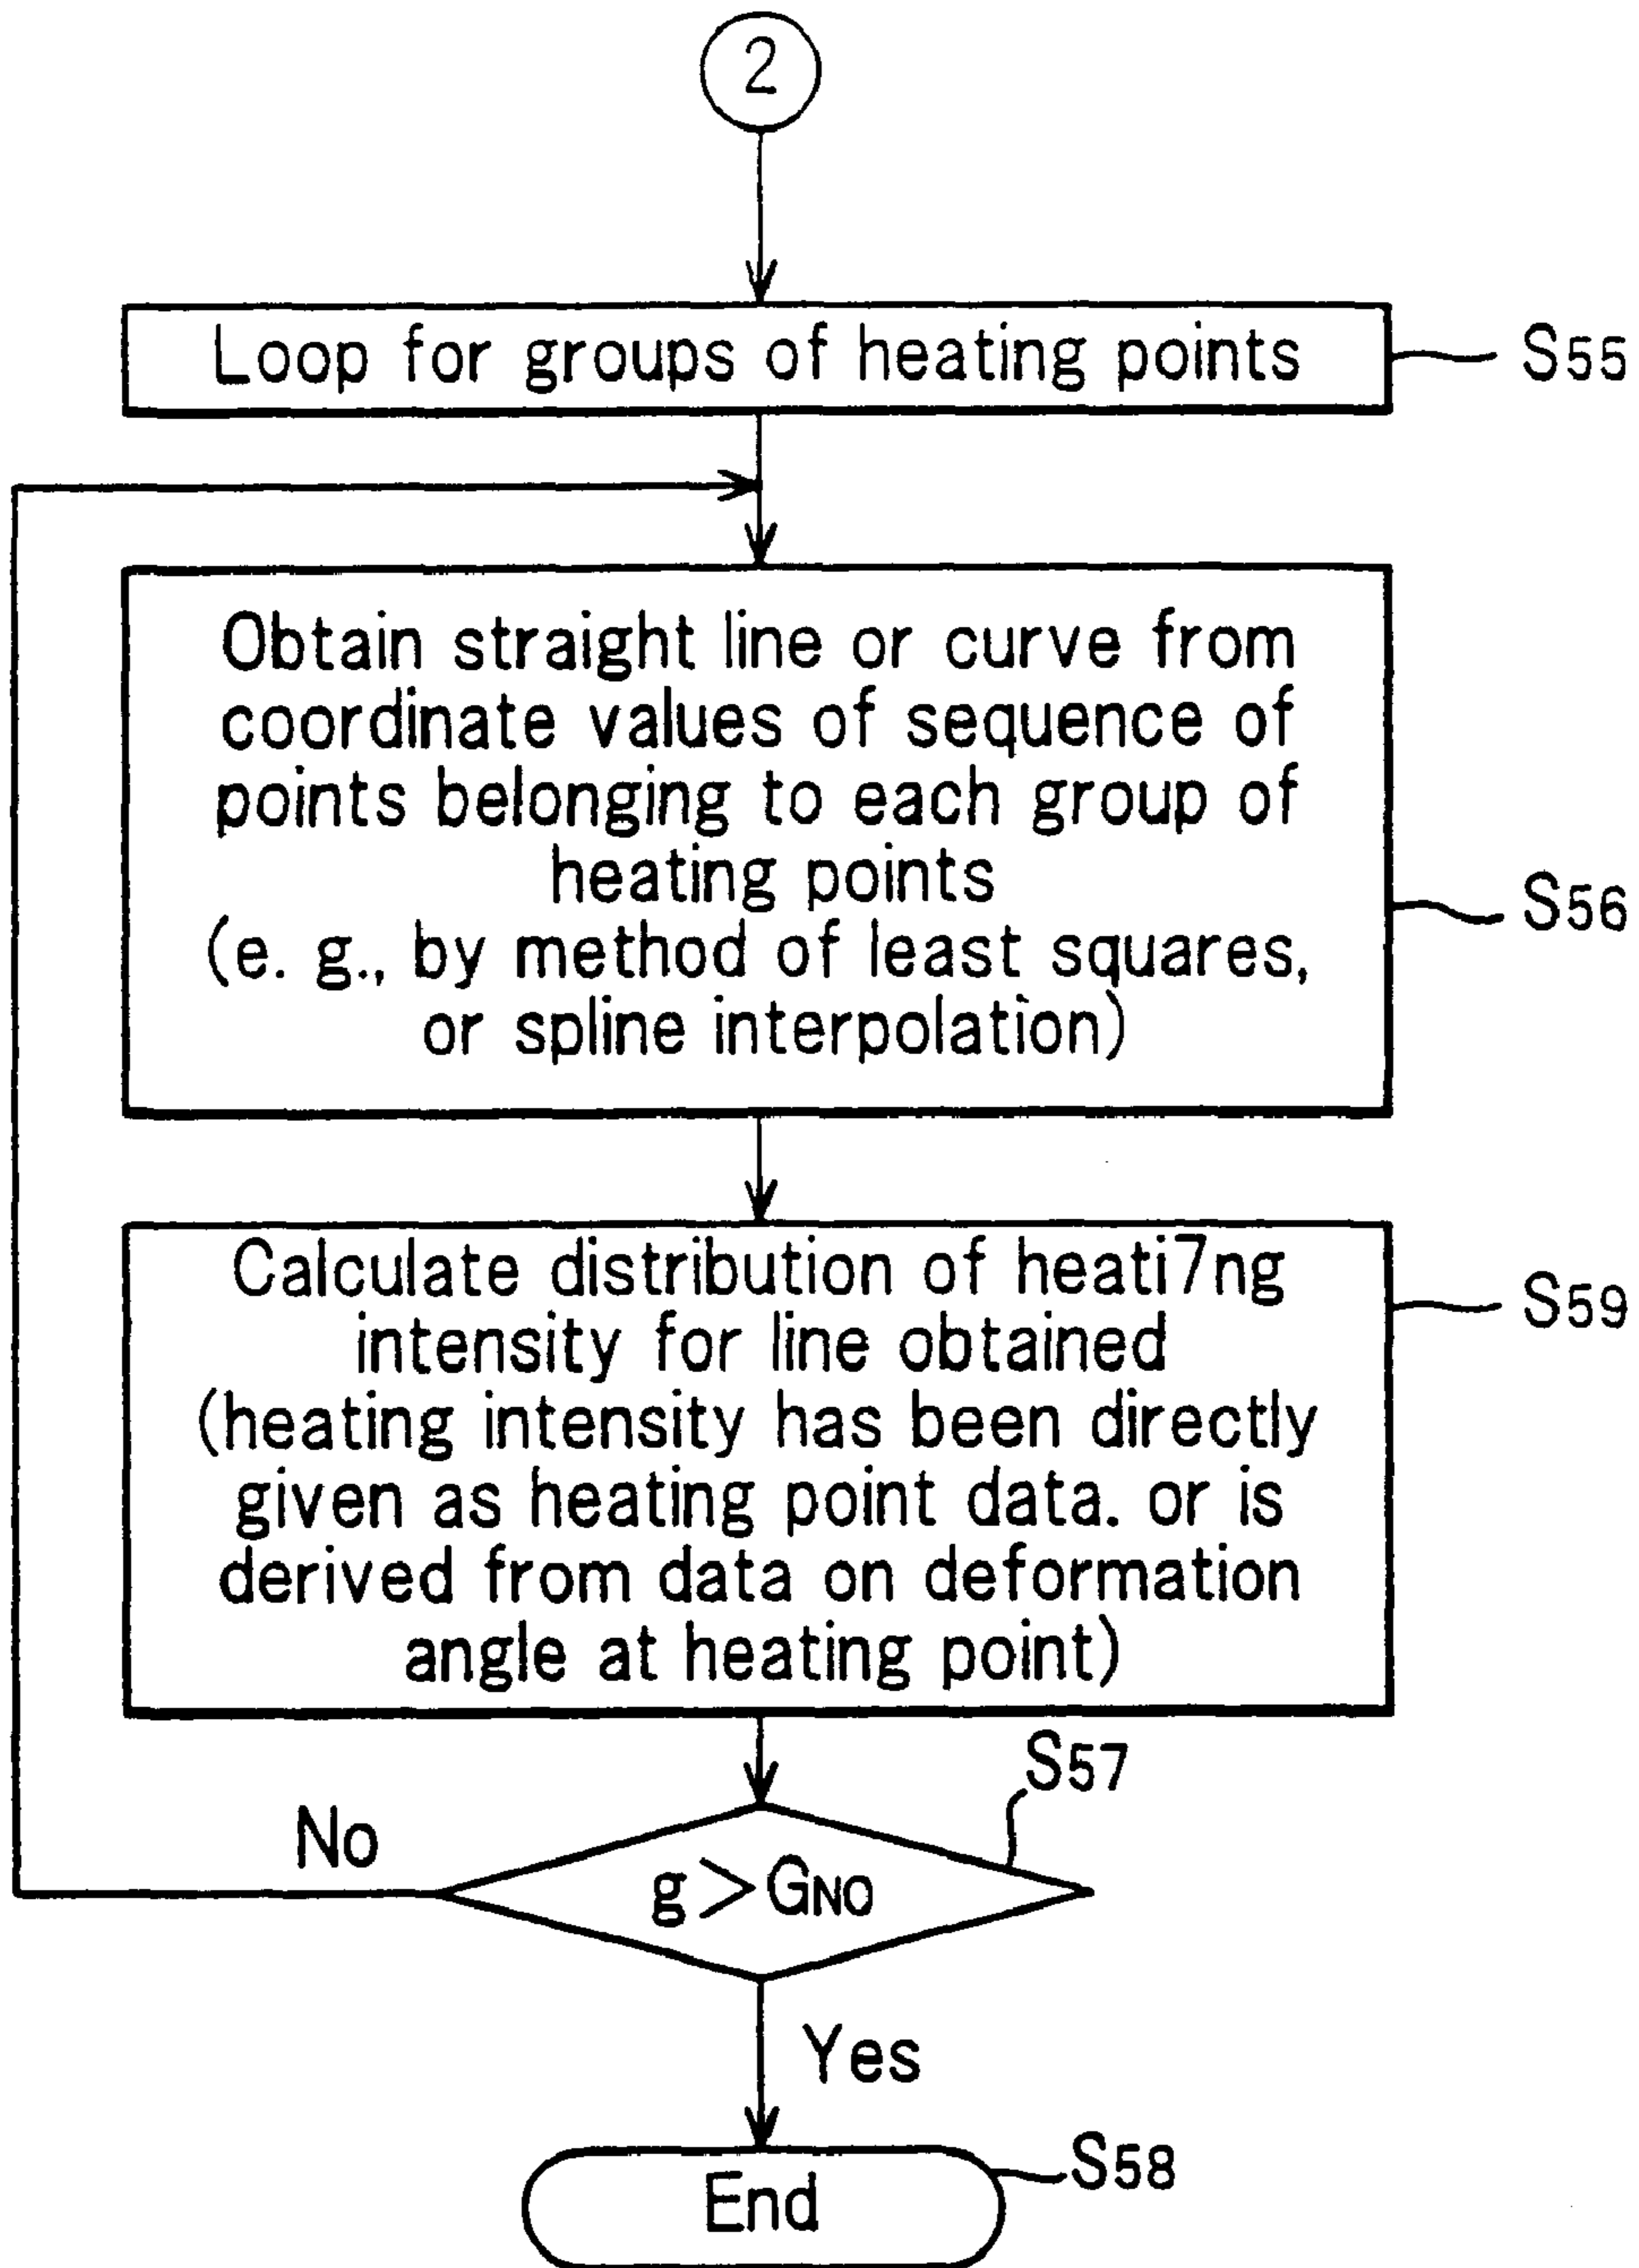 2
Loop for groups of heating points
S55
Obtain straight line or curve from
coordinate values of sequence of
points belonging to each group of
heating points
S56
(e. g., by method of least squares,
or spline interpolation)
Calculate distribution of heati7ng
S59
intensity for line obtained
(heating intensity has been directly
given as heating point data. or is
derived from data on deformation
angle at heating point)
S57
No
g>GNO
Yes
S58
End